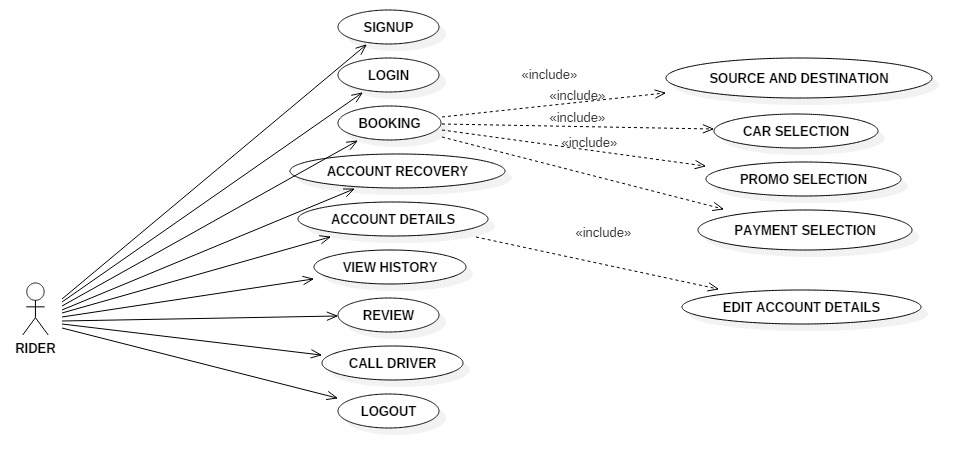 SIGNUP
LOGIN
BOOKING
ACCOUNT RECOVERY
ACCOUNT DETAILS
VIEW HISTORY
REVIEW
CALL DRIVER
LOGOUT
RIDER
«include»
«include»
«include»
«include»
«include»
SOURCE AND DESTINATION
CAR SELECTION
PROMO SELECTION
PAYMENT SELECTION
EDIT ACCOUNT DETAILS